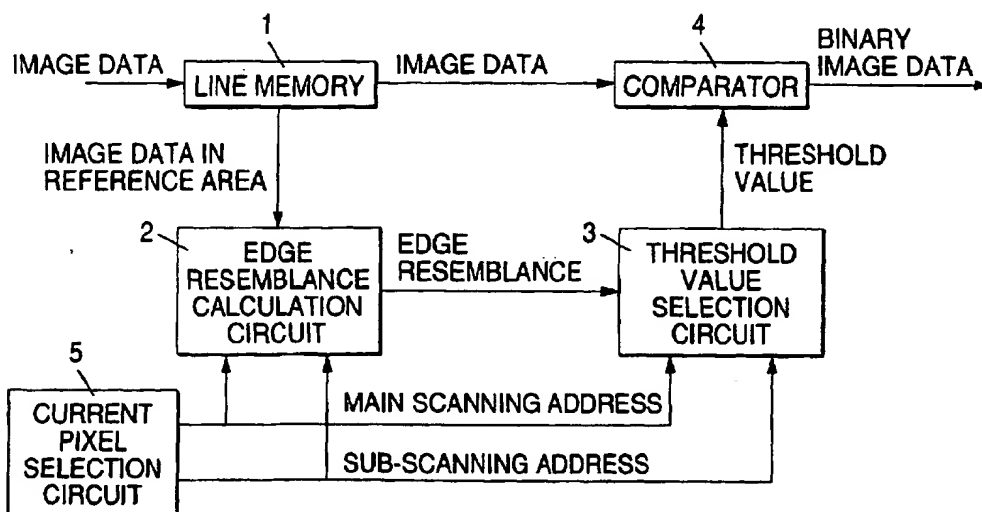 1
4
BINARY
IMAGE DATA
IMAGE DATA
LINE MEMORY
IMAGE DATA
COMPARATOR
IMAGE DATA IN
REFERENCE AREA
THRESHOLD
VALUE
2
EDGE
RESEMBLANCE
CALCULATION
CIRCUIT
EDGE
RESEMBLANCE
3
THRESHOLD
VALUE
SELECTION
CIRCUIT
5
CURRENT
PIXEL
SELECTION
CIRCUIT
MAIN SCANNING ADDRESS
SUB-SCANNING ADDRESS